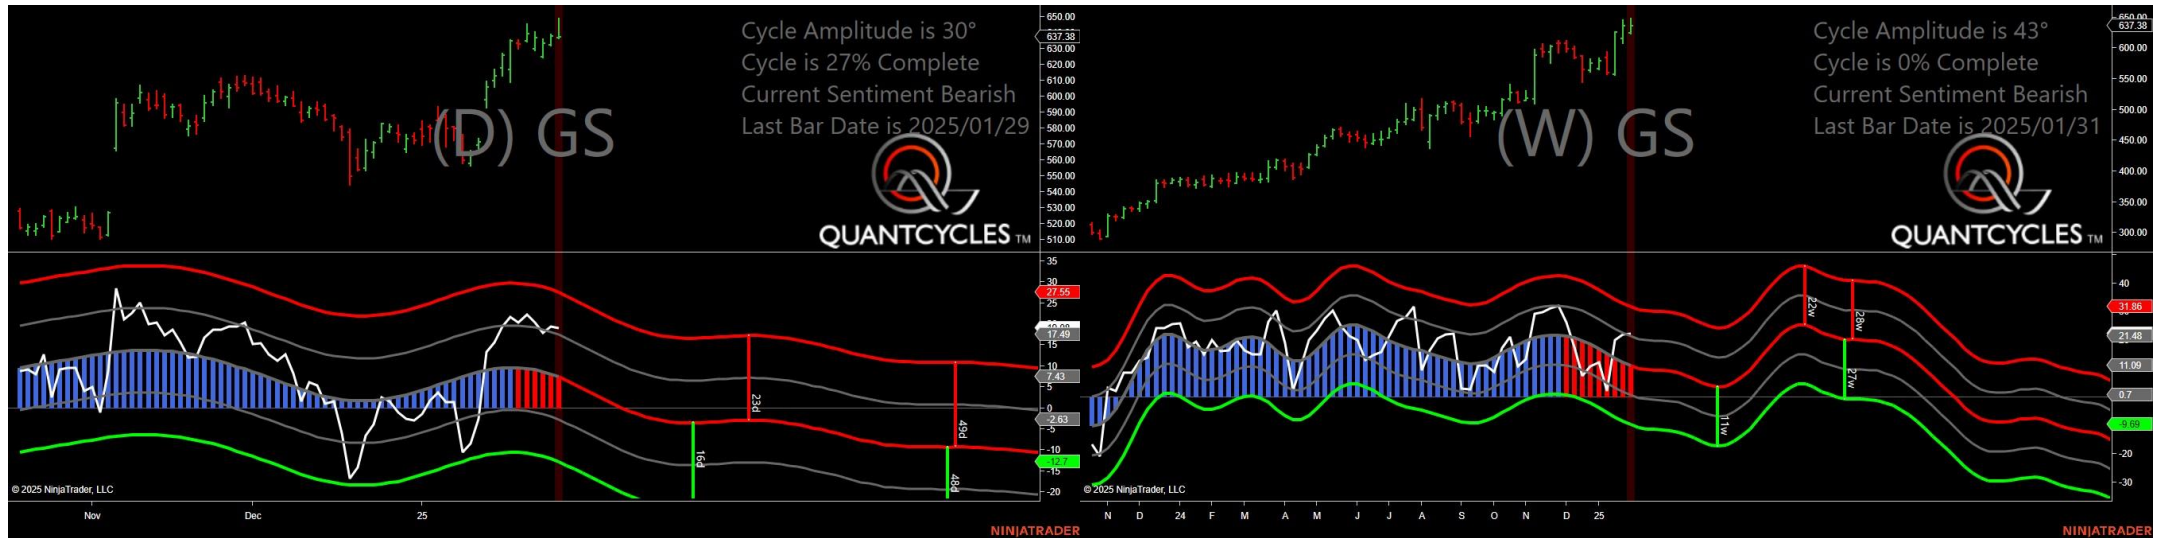 Cycle Amplitude is 30°
Cycle is 27% Complete
Current Sentiment Bearish
Last Bar Date is 2025/01/29
(D) GS
QUANTCYCLES TM
650.00
637.38
630.00
620.00
610.00
600.00
590.00
580.00
570.00
560.00
550.00
540.00
530.00
520.00
510.00
35
30
27.55
25
17.49
15
10
7.43
5
0
-2.63
-5
-10
-12.7
-15
-20
16d
23d
48d
49d
© 2025 NinjaTrader, LLC
Nov
Dec
25
NINJATRADER
Cycle Amplitude is 43°
Cycle is 0% Complete
Current Sentiment Bearish
Last Bar Date is 2025/01/31
(W) GS
QUANTCYCLES TM
650.00
637.38
600.00
550.00
500.00
450.00
400.00
350.00
300.00
40
31.86
21.48
11.09
0.7
-9.69
-20
-30
11w
22w
27w
28w
© 2025 NinjaTrader, LLC
N
D
24
F
M
A
M
J
J
A
S
O
N
D
25
NINJATRADER